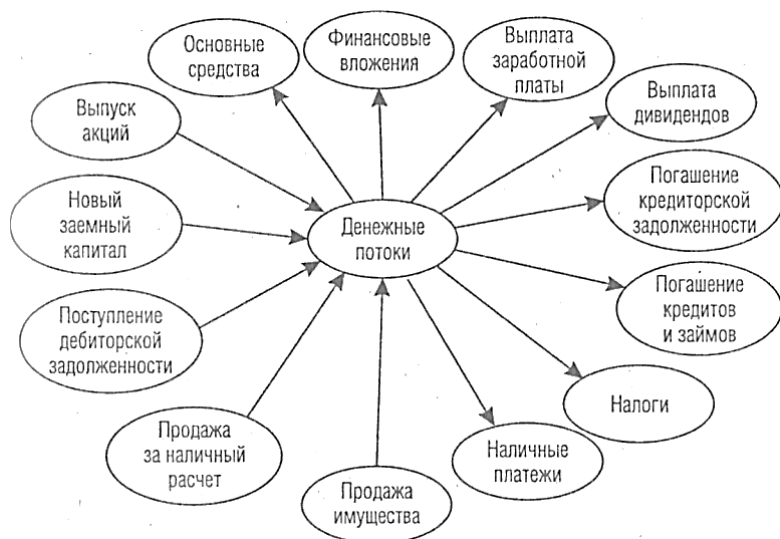 Основные
средства
Финансовые
вложения
Выплата
заработной
платы
Выплата
дивидендов
Выпуск
акций
Новый
заемный
капитал
Денежные
потоки
Погашение
кредиторской
задолженности
Поступление
дебиторской
задолженности
Погашение
кредитов
и займов
Продажа
за наличный
расчет
Продажа
имущества
Наличные
платежи
Налоги